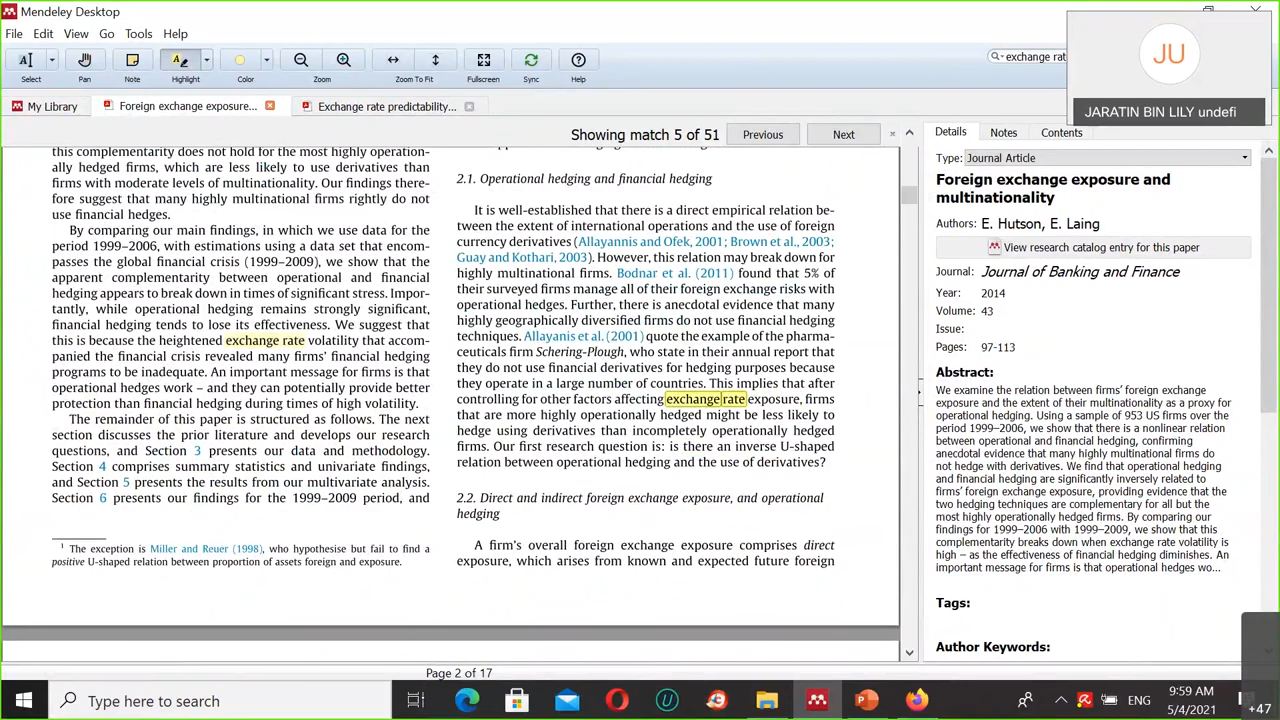 Mendeley Desktop
File Edit View Go Tools Help
Select Pan Note Highlight Color Zoom Zoom To Fit Fullscreen Sync Help
exchange rat
JU
JARATIN BIN LILY undefi
My Library Foreign exchange exposure... Exchange rate predictability...
Showing match 5 of 51 Previous Next
this complementarity does not hold for the most highly operation-
ally hedged firms, which are less likely to use derivatives than
firms with moderate levels of multinationality. Our findings there-
fore suggest that many highly multinational firms rightly do not
use financial hedges.
By comparing our main findings, in which we use data for the
period 1999–2006, with estimations using a data set that encom-
passes the global financial crisis (1999–2009), we show that the
apparent complementarity between operational and financial
hedging appears to break down in times of significant stress. Impor-
tantly, while operational hedging remains strongly significant,
financial hedging tends to lose its effectiveness. We suggest that
this is because the heightened exchange rate volatility that accom-
panied the financial crisis revealed many firms' financial hedging
programs to be inadequate. An important message for firms is that
operational hedges work – and they can potentially provide better
protection than financial hedging during times of high volatility.
The remainder of this paper is structured as follows. The next
section discusses the prior literature and develops our research
questions, and Section 3 presents our data and methodology.
Section 4 comprises summary statistics and univariate findings,
and Section 5 presents the results from our multivariate analysis.
Section 6 presents our findings for the 1999–2009 period, and
1 The exception is Miller and Reuer (1998), who hypothesise but fail to find a
positive U-shaped relation between proportion of assets foreign and exposure.
2.1. Operational hedging and financial hedging
It is well-established that there is a direct empirical relation be-
tween the extent of international operations and the use of foreign
currency derivatives (Allayannis and Ofek, 2001; Brown et al., 2003;
Guay and Kothari, 2003). However, this relation may break down for
highly multinational firms. Bodnar et al. (2011) found that 5% of
their surveyed firms manage all of their foreign exchange risks with
operational hedges. Further, there is anecdotal evidence that many
highly geographically diversified firms do not use financial hedging
techniques. Allayanis et al. (2001) quote the example of the pharma-
ceuticals firm Schering-Plough, who state in their annual report that
they do not use financial derivatives for hedging purposes because
they operate in a large number of countries. This implies that after
controlling for other factors affecting exchange rate exposure, firms
that are more highly operationally hedged might be less likely to
hedge using derivatives than incompletely operationally hedged
firms. Our first research question is: is there an inverse U-shaped
relation between operational hedging and the use of derivatives?
2.2. Direct and indirect foreign exchange exposure, and operational
hedging
A firm's overall foreign exchange exposure comprises direct
exposure, which arises from known and expected future foreign
Details Notes Contents
Type: Journal Article
Foreign exchange exposure and
multinationality
Authors: E. Hutson, E. Laing
View research catalog entry for this paper
Journal: Journal of Banking and Finance
Year: 2014
Volume: 43
Issue:
Pages: 97-113
Abstract:
We examine the relation between firms' foreign exchange
exposure and the extent of their multinationality as a proxy for
operational hedging. Using a sample of 953 US firms over the
period 1999–2006, we show that there is a nonlinear relation
between operational and financial hedging, confirming
anecdotal evidence that many highly multinational firms do
not hedge with derivatives. We find that operational hedging
and financial hedging are significantly inversely related to
firms' foreign exchange exposure, providing evidence that the
two hedging techniques are complementary for all but the
most highly operationally hedged firms. By comparing our
findings for 1999–2006 with 1999–2009, we show that this
complementarity breaks down when exchange rate volatility is
high – as the effectiveness of financial hedging diminishes. An
important message for firms is that operational hedges wo...
Tags:
Author Keywords:
Page 2 of 17
Type here to search
ENG
9:59 AM
5/4/2021
+47